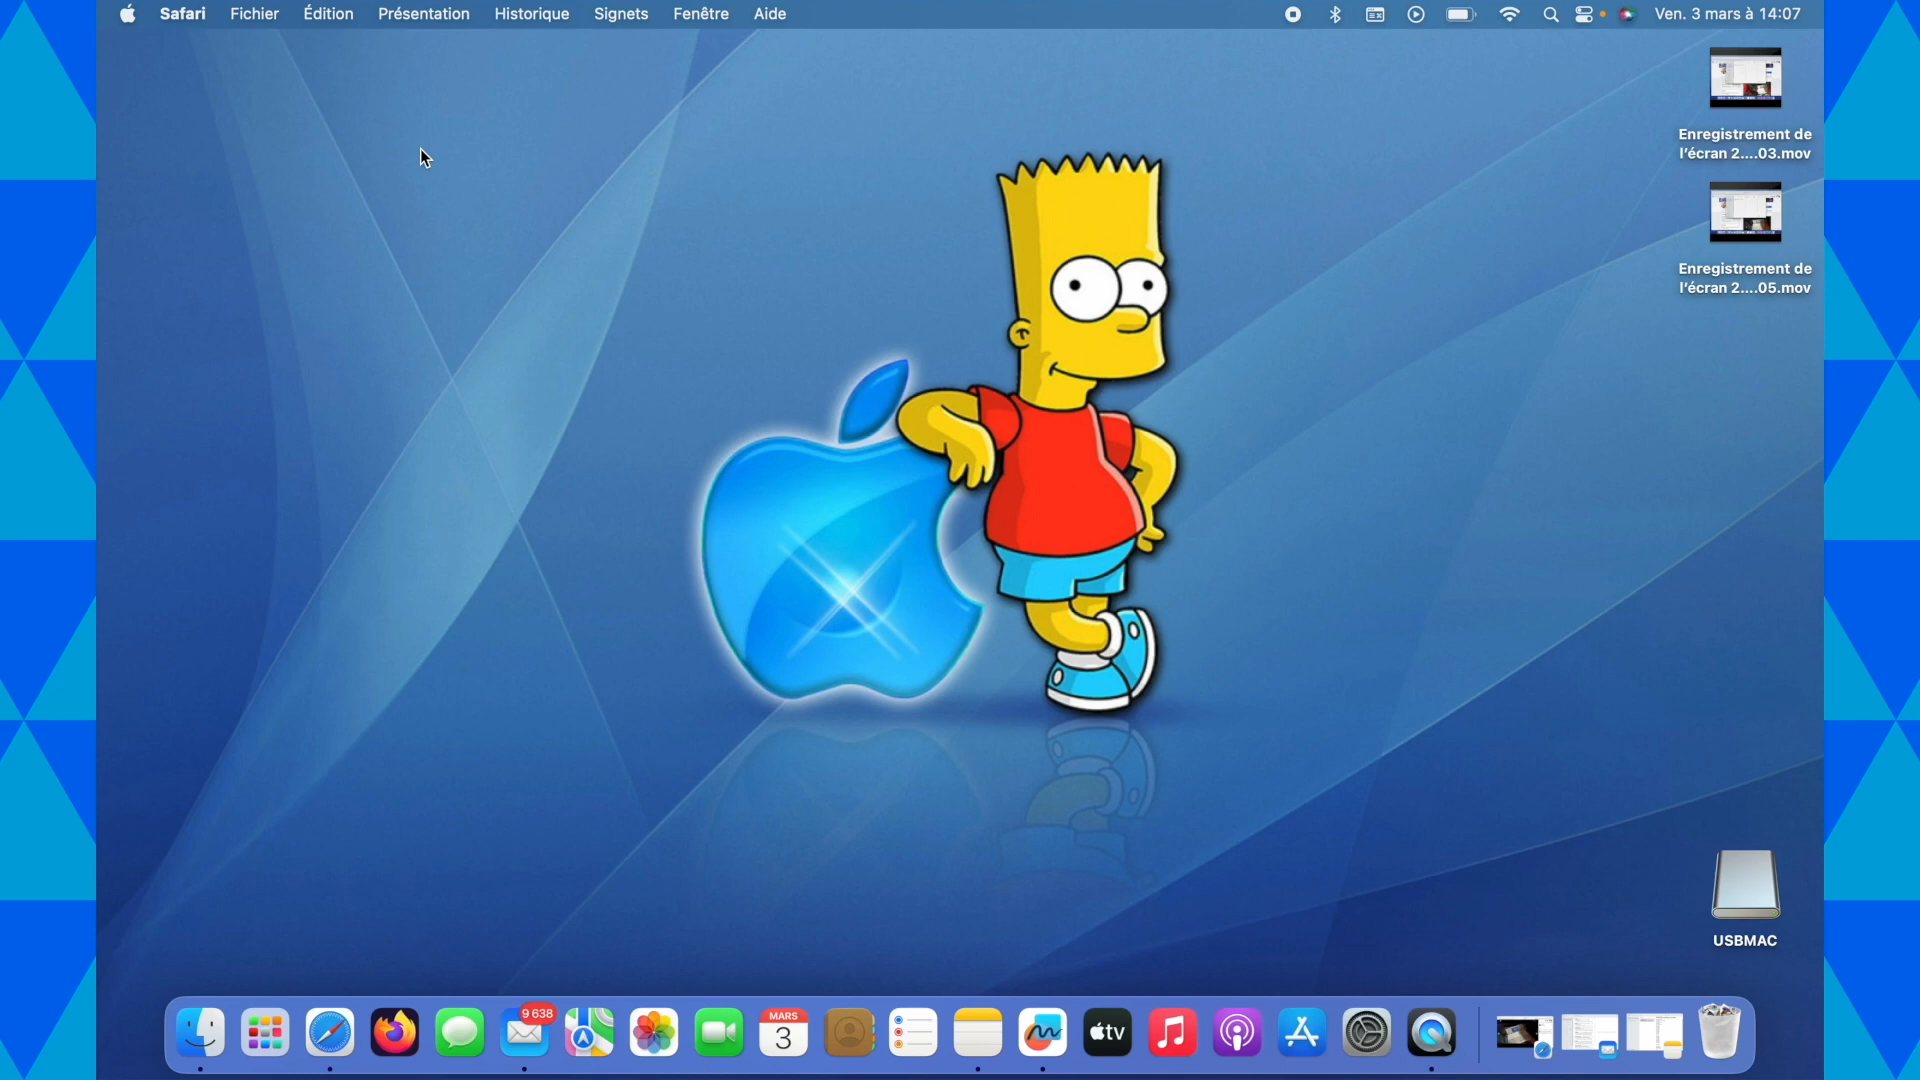 Safari Fichier Édition Présentation Historique Signets Fenêtre Aide Ven. 3 mars à 14:07
Enregistrement de
l'écran 2....03.mov
Enregistrement de
l'écran 2....05.mov
USBMAC
9 638
MARS
3
tv